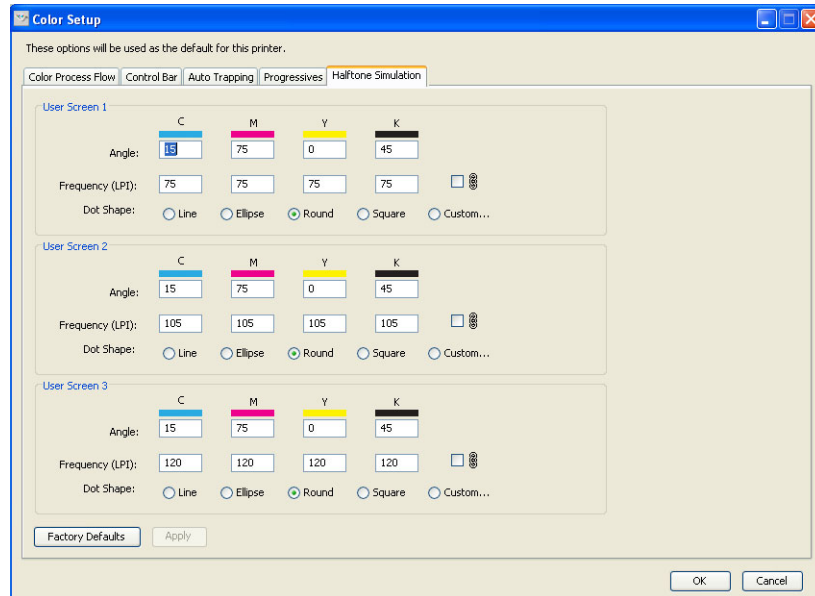 Color Setup
These options will be used as the default for this printer.
Color Process Flow Control Bar Auto Trapping Progressives Halftone Simulation
User Screen 1
C M Y K
Angle: 15 75 0 45
Frequency (LPI): 75 75 75 75
Dot Shape: Line Ellipse Round Square Custom...
User Screen 2
C M Y K
Angle: 15 75 0 45
Frequency (LPI): 105 105 105 105
Dot Shape: Line Ellipse Round Square Custom...
User Screen 3
C M Y K
Angle: 15 75 0 45
Frequency (LPI): 120 120 120 120
Dot Shape: Line Ellipse Round Square Custom...
Factory Defaults Apply
OK Cancel